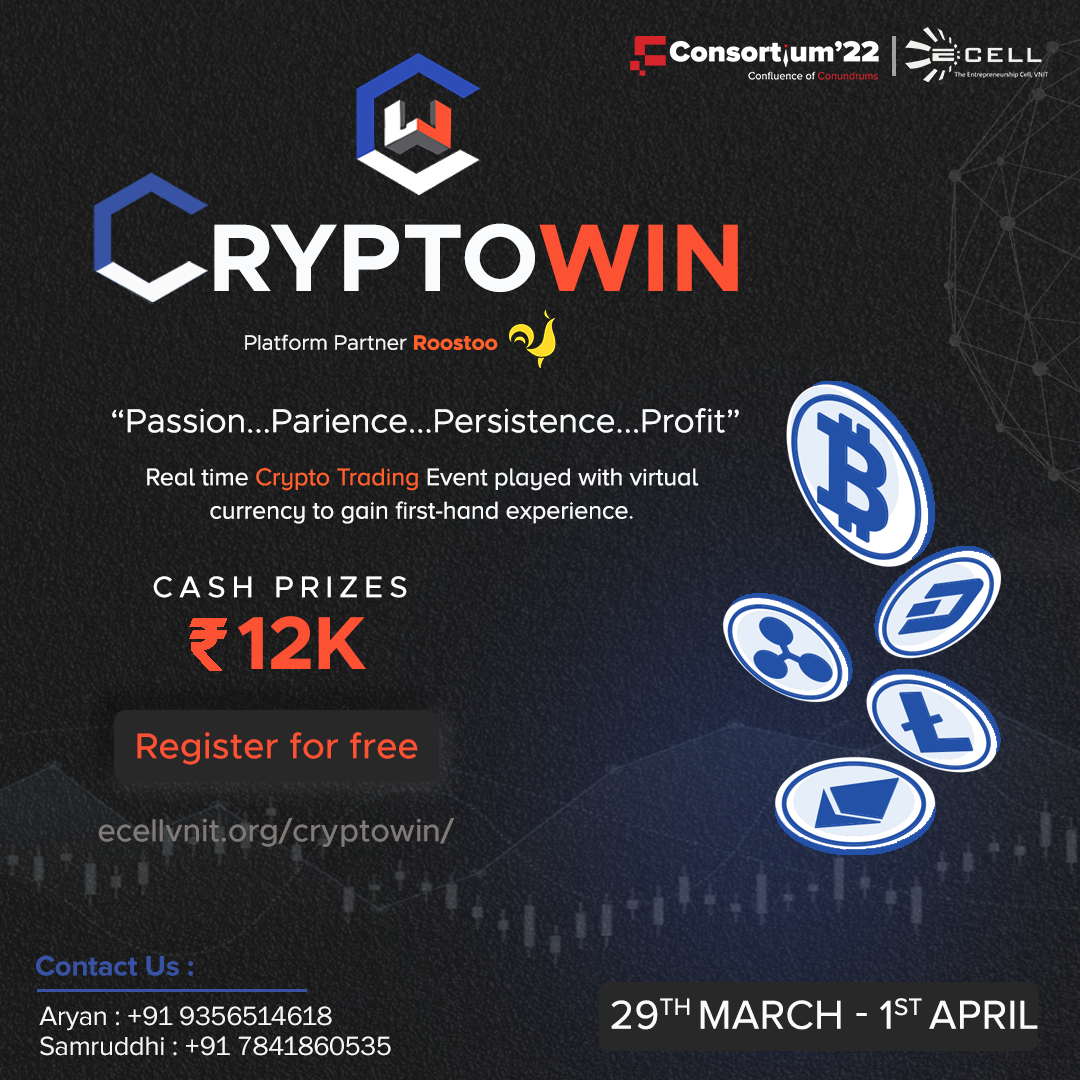 Consortium'22
Confluence of Conundrums
E-CELL
The Entrepreneurship Cell, VNIT
CW
CRYPTOWIN
Platform Partner Roostoo
“Passion...Parience...Persistence...Profit”
Real time Crypto Trading Event played with virtual
currency to gain first-hand experience.
CASH PRIZES
₹12K
Register for free
ecellvnit.org/cryptowin/
Contact Us :
Aryan : +91 9356514618
Samruddhi : +91 7841860535
29TH MARCH - 1ST APRIL